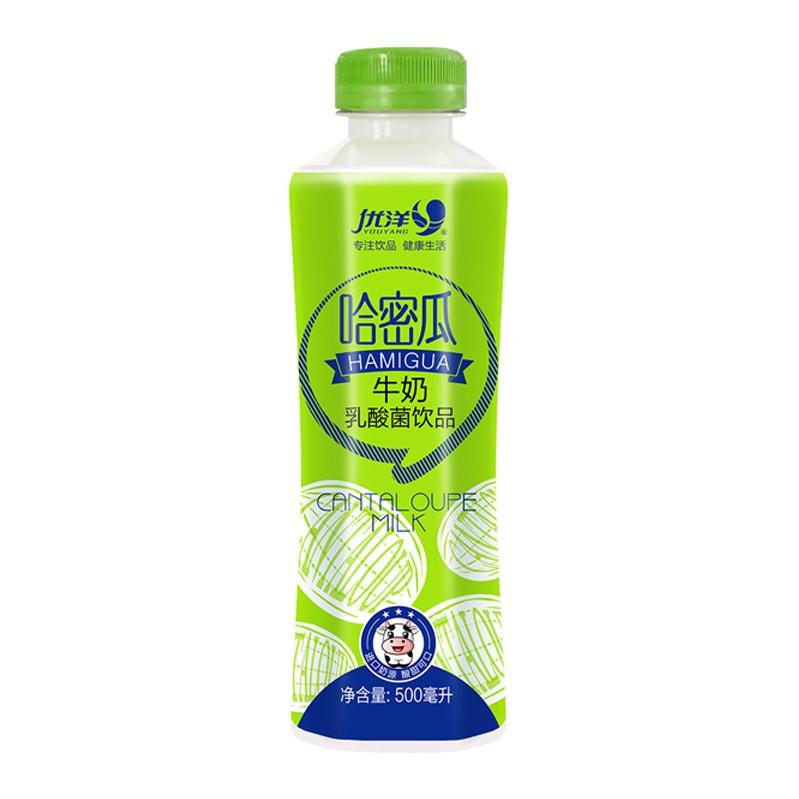 优洋
YOUYANG
®
专注饮品 健康生活
哈密瓜
HAMIGUA
牛奶
乳酸菌饮品
CANTALOUPE
MILK
进口奶源 酸甜可口
净含量: 500毫升